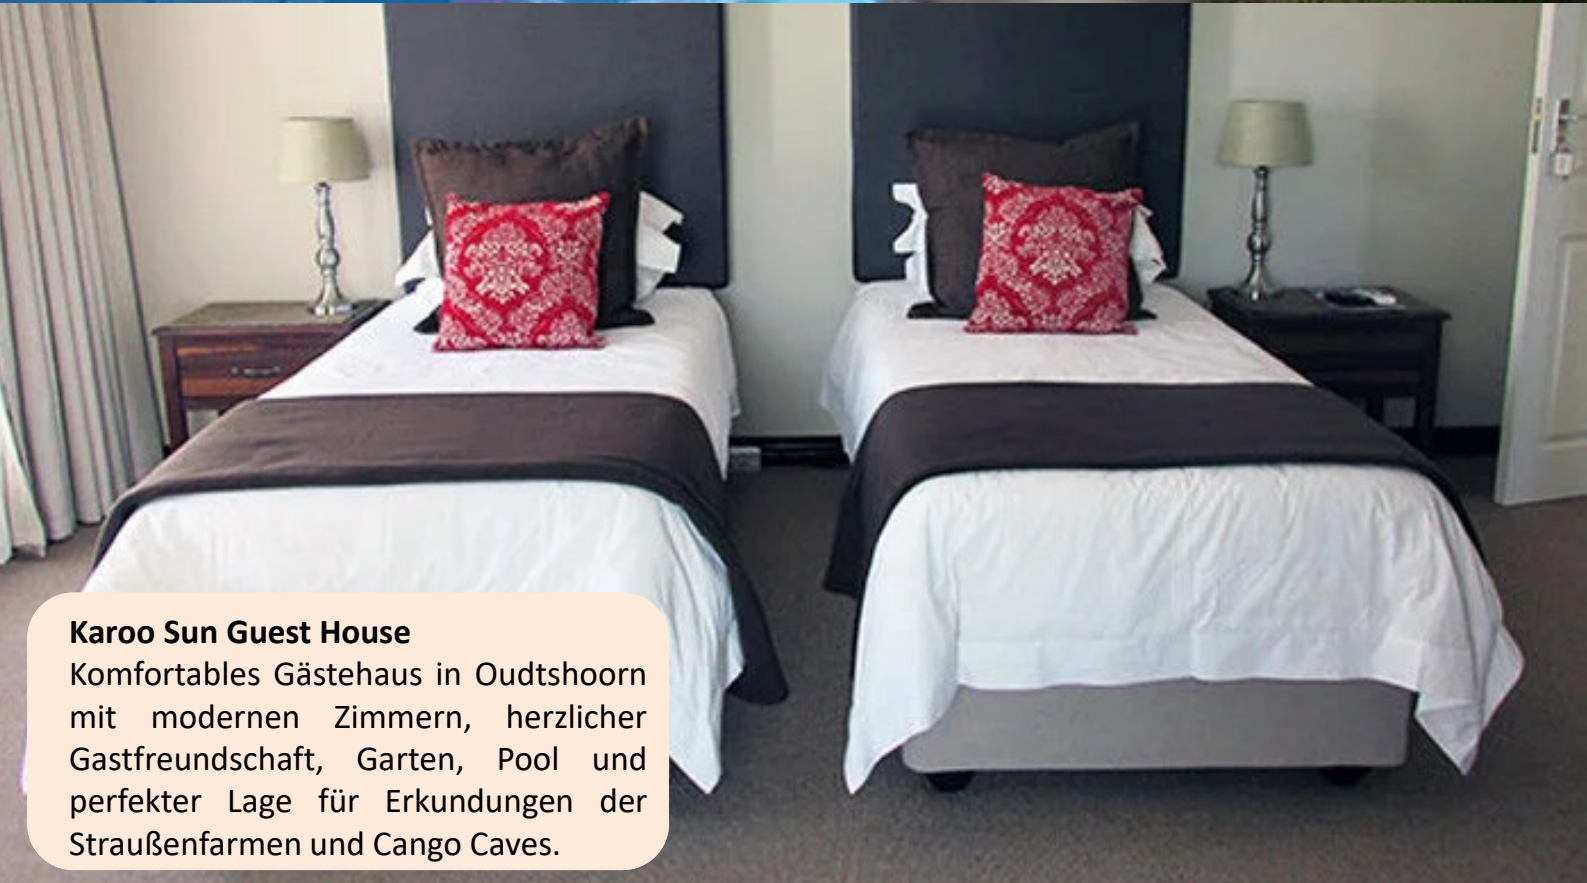 Karoo Sun Guest House
Komfortables Gästehaus in Oudtshoorn
mit modernen Zimmern, herzlicher
Gastfreundschaft, Garten, Pool und
perfekter Lage für Erkundungen der
Straußenfarmen und Cango Caves.